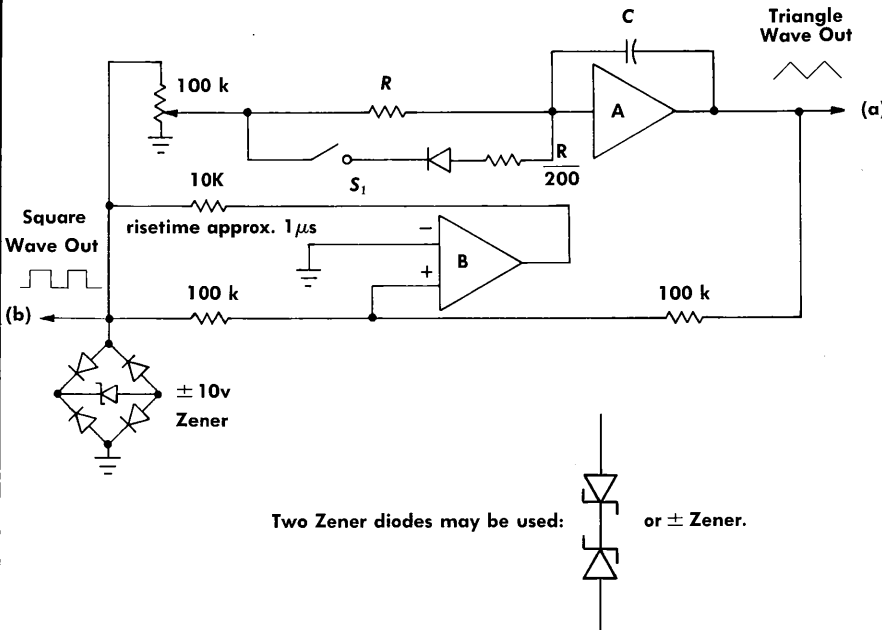 C
Triangle
Wave Out
100 k
R
A
(a)
R
200
S₁
10K
risetime approx. 1μs
Square
Wave Out
−
B
+
100 k
100 k
(b)
± 10v
Zener
Two Zener diodes may be used:
or ± Zener.